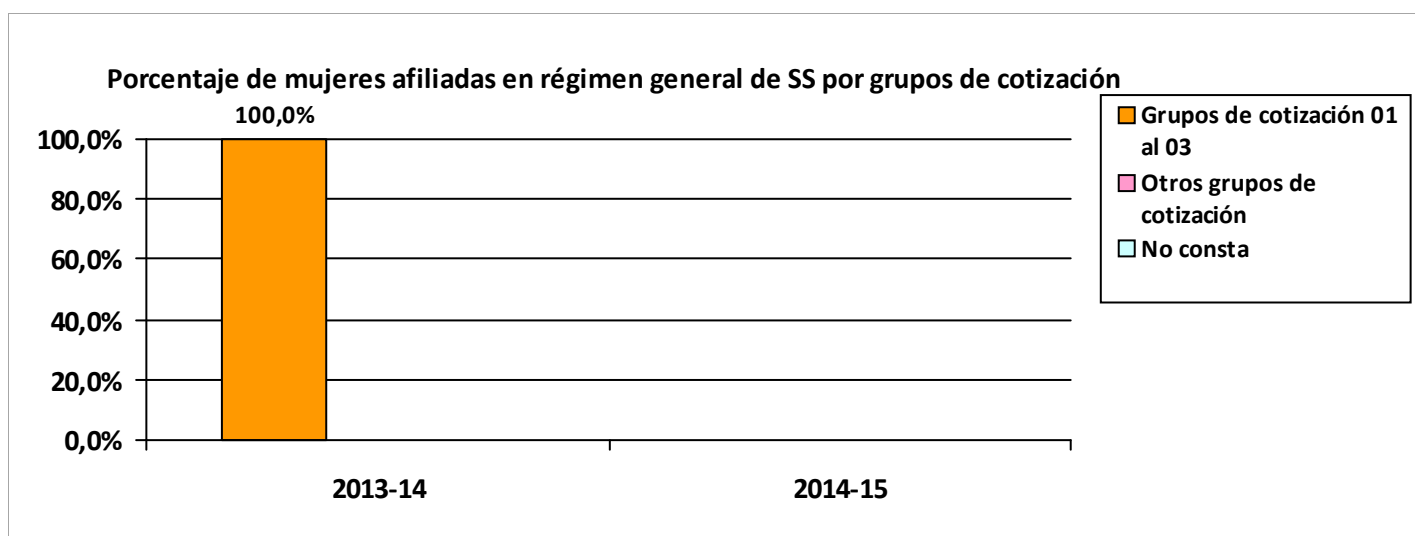 Porcentaje de mujeres afiliadas en régimen general de SS por grupos de cotización
100,0%
100,0%
80,0%
60,0%
40,0%
20,0%
0,0%
2013-14
2014-15
Grupos de cotización 01
al 03
Otros grupos de
cotización
No consta